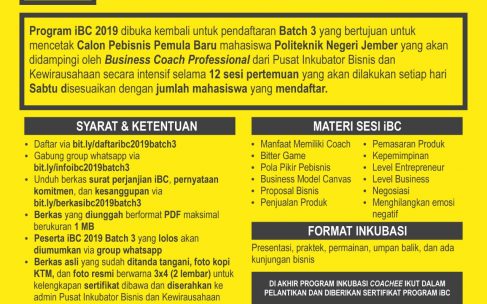 Program iBC 2019 dibuka kembali untuk pendaftaran Batch 3 yang bertujuan untuk
mencetak Calon Pebisnis Pemula Baru mahasiswa Politeknik Negeri Jember yang akan
didampingi oleh Business Coach Professional dari Pusat Inkubator Bisnis dan
Kewirausahaan secara intensif selama 12 sesi pertemuan yang akan dilakukan setiap hari
Sabtu disesuaikan dengan jumlah mahasiswa yang mendaftar.
SYARAT & KETENTUAN
• Daftar via bit.ly/daftaribc2019batch3
• Gabung group whatsapp via
bit.ly/infoibc2019batch3
• Unduh berkas surat perjanjian iBC, pernyataan
komitmen, dan kesanggupan via
bit.ly/berkasibc2019batch3
• Berkas yang diunggah berformat PDF maksimal
berukuran 1 MB
• Peserta iBC 2019 Batch 3 yang lolos akan
diumumkan via group whatsapp
• Berkas asli yang sudah ditanda tangani, foto kopi
KTM, dan foto resmi berwarna 3x4 (2 lembar) untuk
kelengkapan sertifikat dibawa dan diserahkan ke
admin Pusat Inkubator Bisnis dan Kewirausahaan
MATERI SESI iBC
• Manfaat Memiliki Coach
• Bitter Game
• Pola Pikir Pebisnis
• Business Model Canvas
• Proposal Bisnis
• Penjualan Produk
• Pemasaran Produk
• Kepemimpinan
• Level Entrepreneur
• Level Business
• Negosiasi
• Menghilangkan emosi
negatif
FORMAT INKUBASI
Presentasi, praktek, permainan, umpan balik, dan ada
kunjungan bisnis
DI AKHIR PROGRAM INKUBASI COACHEE IKUT DALAM
PELANTIKAN DAN DIBERIKAN SERTIFIKAT PROGRAM iBC